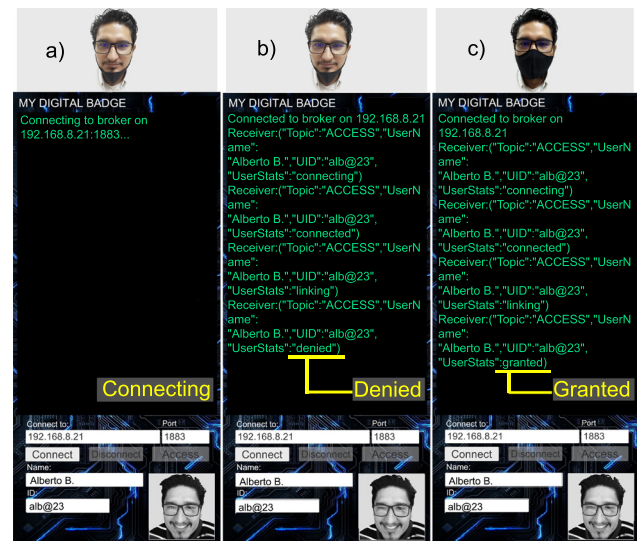 a)
MY DIGITAL BADGE
Connecting to broker on
192.168.8.21:1883...
Connecting
Connect to:
Port
192.168.8.21
1883
Connect
Disconnect
Access
Name:
Alberto B.
ID:
alb@23
b)
MY DIGITAL BADGE
Connected to broker on 192.168.8.21
Receiver:("Topic":"ACCESS","UserN
ame":
"Alberto B.","UID":"alb@23",
"UserStats":"connecting")
Receiver:("Topic":"ACCESS","UserN
ame":
"Alberto B.","UID":"alb@23",
"UserStats":"connected")
Receiver:("Topic":"ACCESS","UserN
ame":
"Alberto B.","UID":"alb@23",
"UserStats":"linking")
Receiver:("Topic":"ACCESS","UserN
ame":
"Alberto B.","UID":"alb@23",
"UserStats":"denied")
Denied
Connect to:
Port
192.168.8.21
1883
Connect
Disconnect
Access
Name:
Alberto B.
ID:
alb@23
c)
MY DIGITAL BADGE
Connected to broker on
192.168.8.21
Receiver:("Topic":"ACCESS","UserN
ame":
"Alberto B.","UID":"alb@23",
"UserStats":"connecting")
Receiver:("Topic":"ACCESS","UserN
ame":
"Alberto B.","UID":"alb@23",
"UserStats":"connected")
Receiver:("Topic":"ACCESS","UserN
ame":
"Alberto B.","UID":"alb@23",
"UserStats":"linking")
Receiver:("Topic":"ACCESS","UserN
ame":
"Alberto B.","UID":"alb@23",
"UserStats:granted)
Granted
Connect to:
Port
192.168.8.21
1883
Connect
Disconnect
Access
Name:
Alberto B.
ID:
alb@23